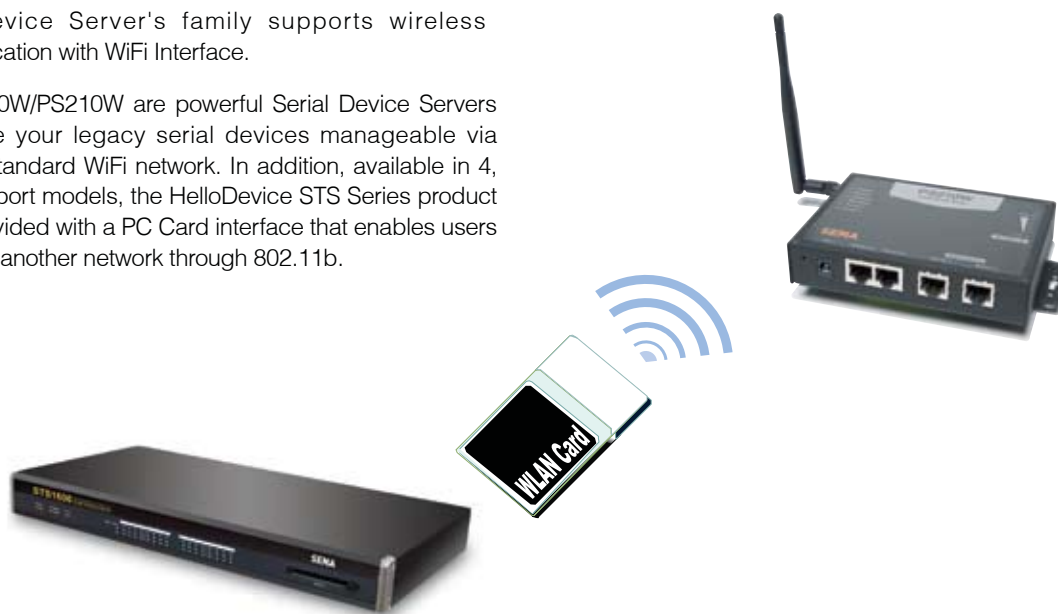 evice Server's family supports wireless
cation with WiFi Interface.
0W/PS210W are powerful Serial Device Servers
e your legacy serial devices manageable via
tandard WiFi network. In addition, available in 4,
port models, the HelloDevice STS Series product
vided with a PC Card interface that enables users
another network through 802.11b.
PS210W
SENA
WLAN Card
STS1600
SENA